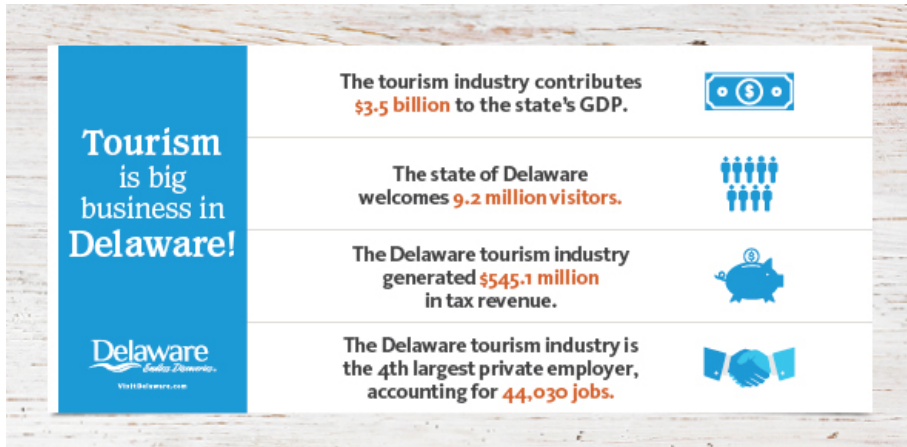 Tourism
is big
business in
Delaware!
Delaware
Endless Discoveries.
VisitDelaware.com
The tourism industry contributes
$3.5 billion to the state's GDP.
The state of Delaware
welcomes 9.2 million visitors.
The Delaware tourism industry
generated $545.1 million
in tax revenue.
The Delaware tourism industry is
the 4th largest private employer,
accounting for 44,030 jobs.
$
$